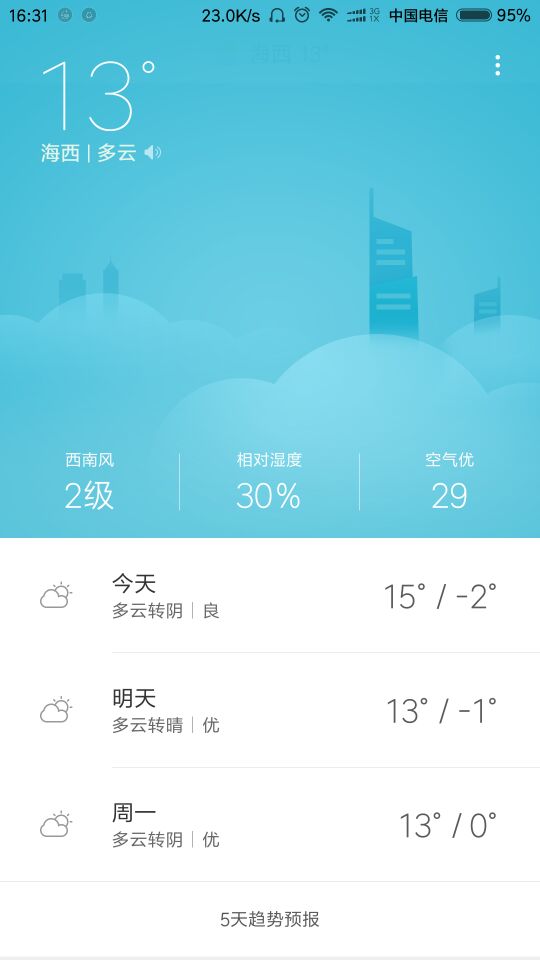 16:31 23.0K/s 3G 1X 中国电信 95%
海西 13°
13°
海西 | 多云
西南风 相对湿度 空气优
2级 30% 29
今天 15° / -2°
多云转阴 | 良
明天 13° / -1°
多云转晴 | 优
周一 13° / 0°
多云转阴 | 优
5天趋势预报